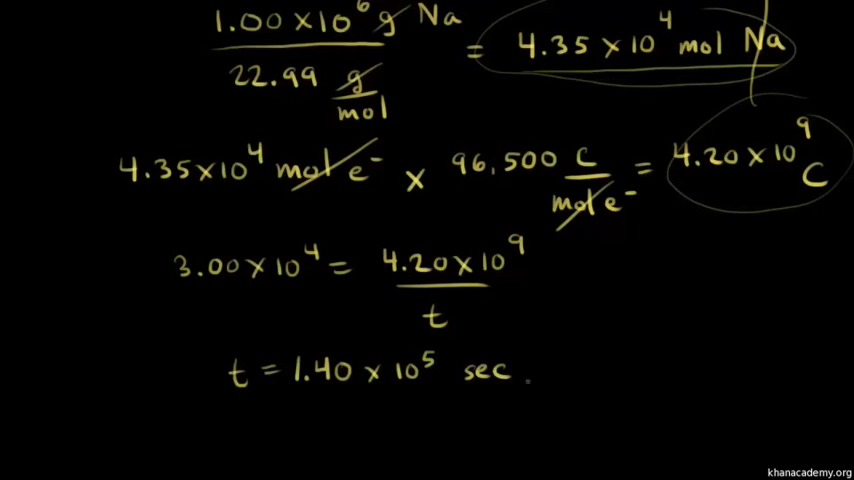 1.00 × 10⁶ g Na
22.99 g/mol
= 4.35 × 10⁴ mol Na
4.35 × 10⁴ mol e⁻ × 96,500 C/mol e⁻ = 4.20 × 10⁹ C
3.00 × 10⁴ = 4.20 × 10⁹
t
t = 1.40 × 10⁵ sec.
khanacademy.org